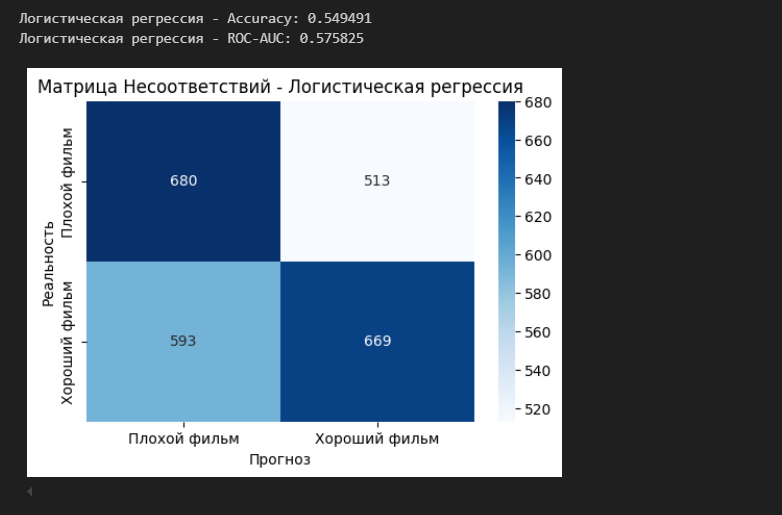 Логистическая регрессия - Accuracy: 0.549491
Логистическая регрессия - ROC-AUC: 0.575825
Матрица Несоответствий - Логистическая регрессия
Реальность
Плохой фильм
Хороший фильм
680
513
593
669
Плохой фильм
Хороший фильм
Прогноз
680
660
640
620
600
580
560
540
520